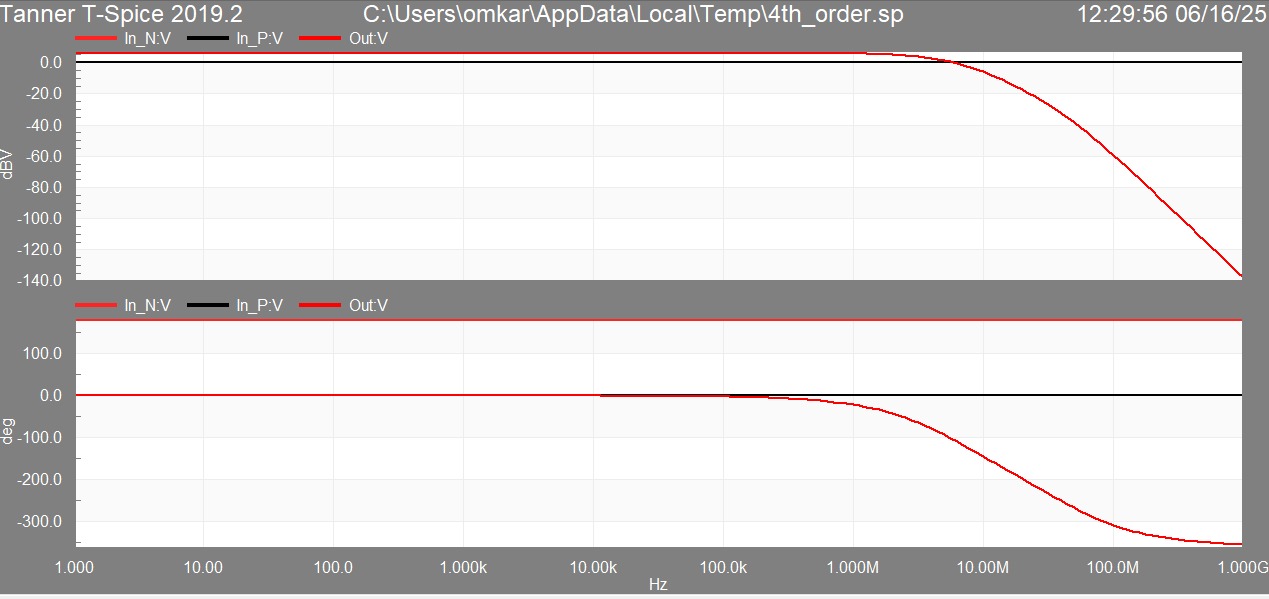 Tanner T-Spice 2019.2 C:\Users\omkar\AppData\Local\Temp\4th_order.sp 12:29:56 06/16/25
In_N:V In_P:V Out:V
0.0
-20.0
-40.0
-60.0
-80.0
-100.0
-120.0
-140.0
dBV
In_N:V In_P:V Out:V
100.0
0.0
-100.0
-200.0
-300.0
deg
1.000 10.00 100.0 1.000k 10.00k 100.0k 1.000M 10.00M 100.0M 1.000G
Hz